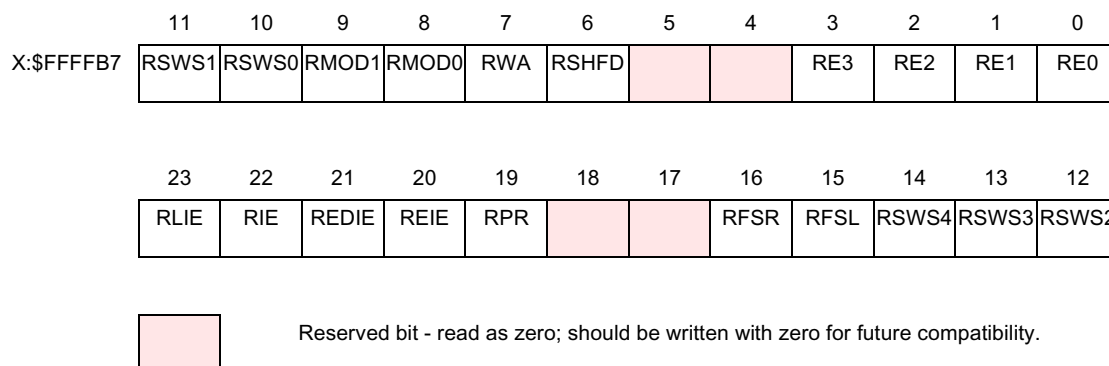 11 10 9 8 7 6 5 4 3 2 1 0
X:$FFFFB7 RSWS1 RSWS0 RMOD1 RMOD0 RWA RSHFD RE3 RE2 RE1 RE0
23 22 21 20 19 18 17 16 15 14 13 12
RLIE RIE REDIE REIE RPR RFSR RFSL RSWS4 RSWS3 RSWS2
Reserved bit - read as zero; should be written with zero for future compatibility.